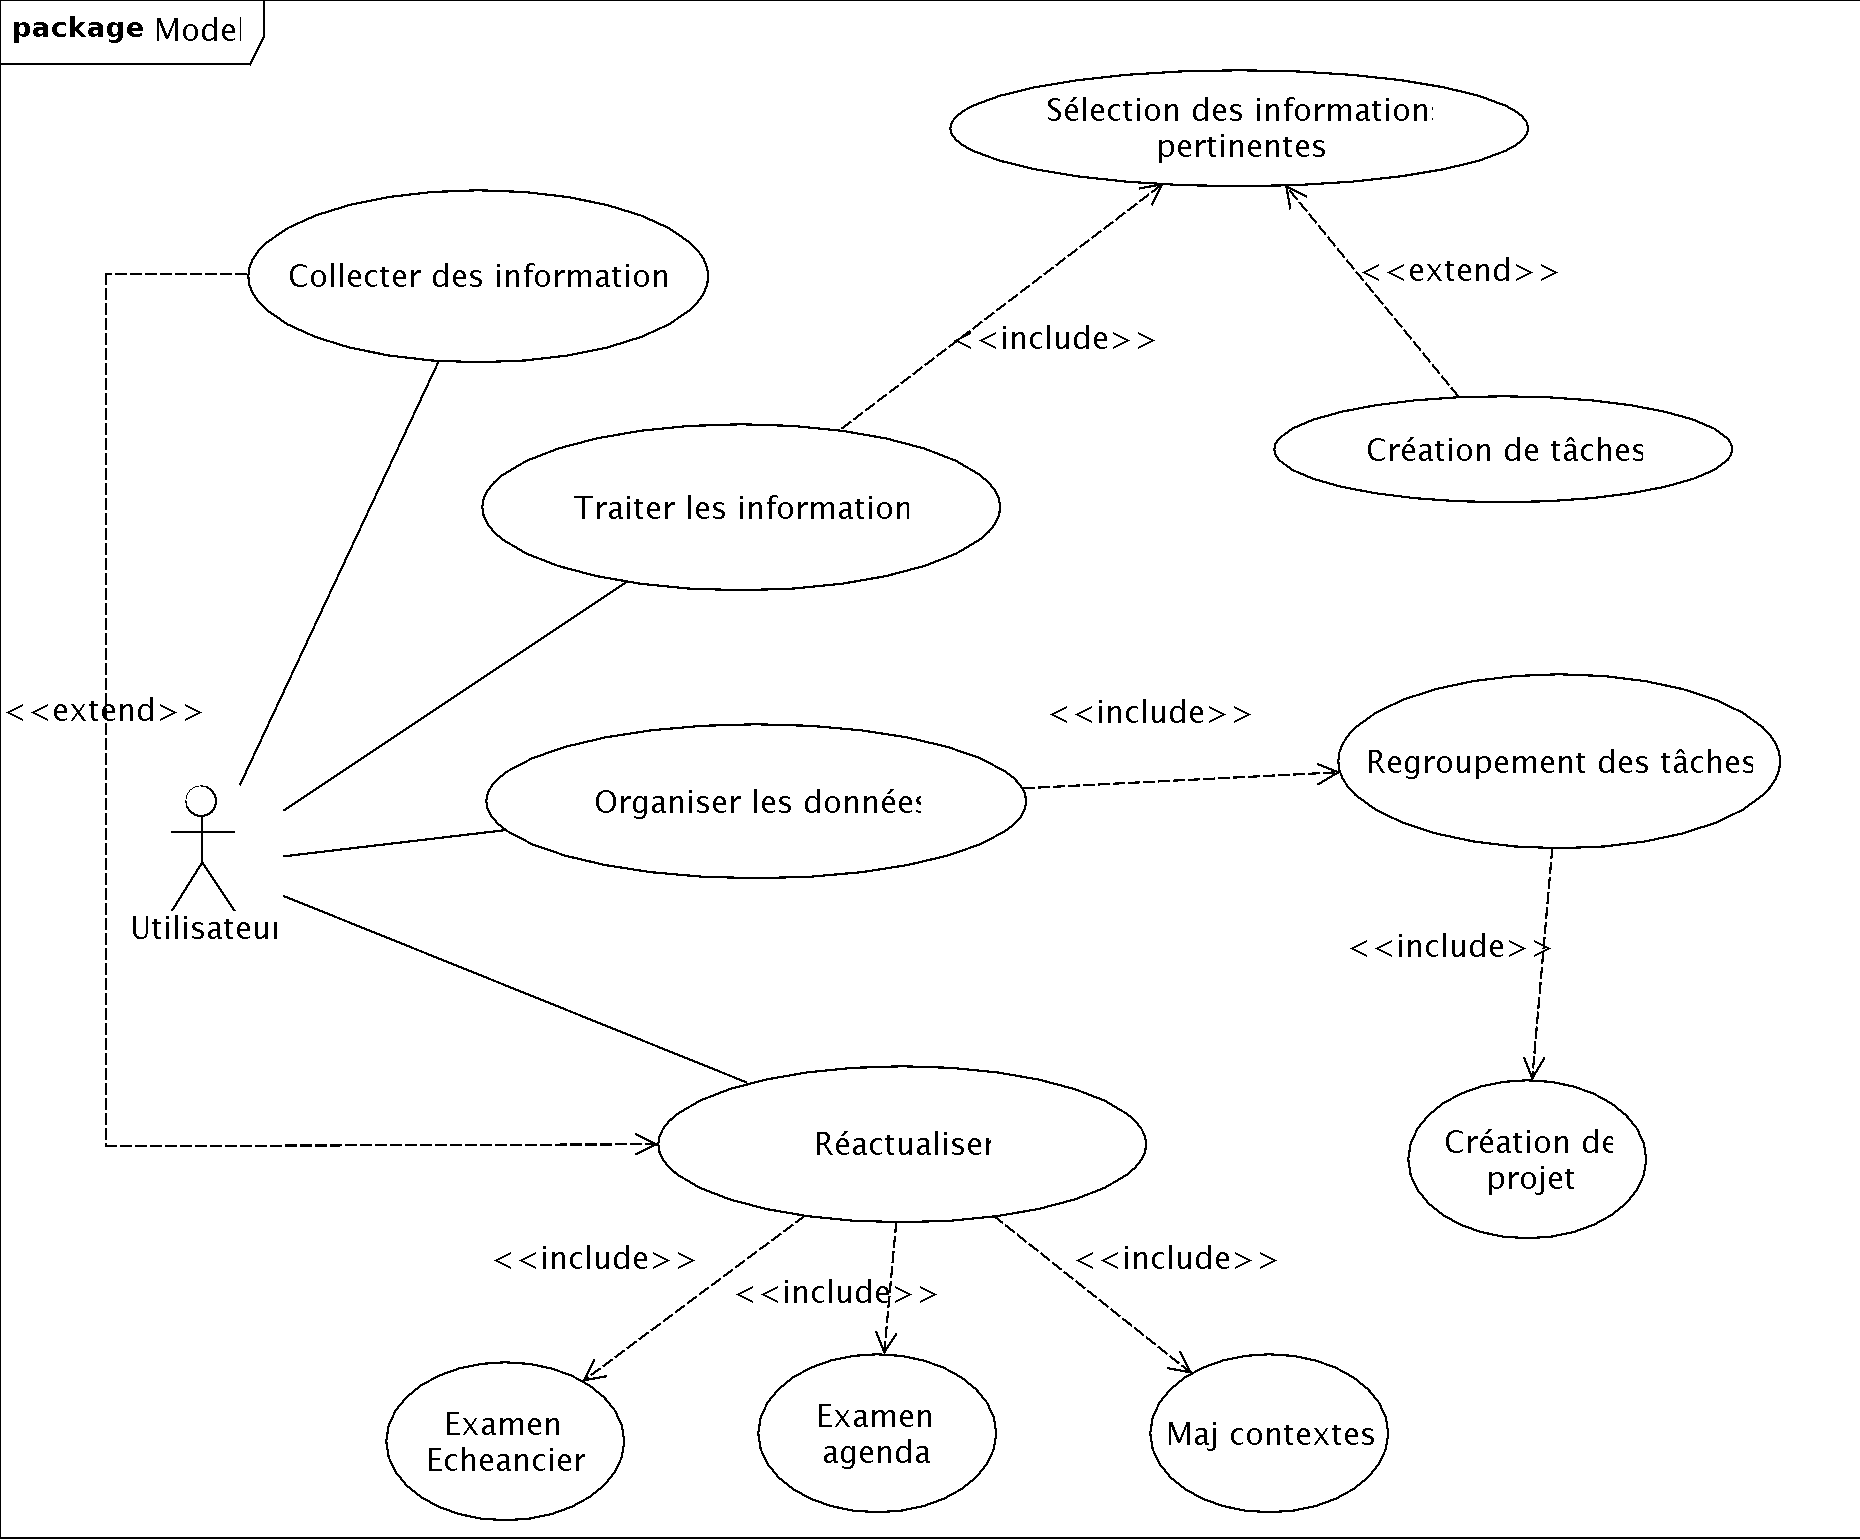 package Model
Sélection des informations
pertinentes
Collecter des information
<<extend>>
<<include>>
Création de tâches
Traiter les information
<<extend>>
<<include>>
Regroupement des tâches
Organiser les données
Utilisateur
<<include>>
Création de
projet
Réactualiser
<<include>>
<<include>>
<<include>>
Examen
Echeancier
Examen
agenda
Maj contextes